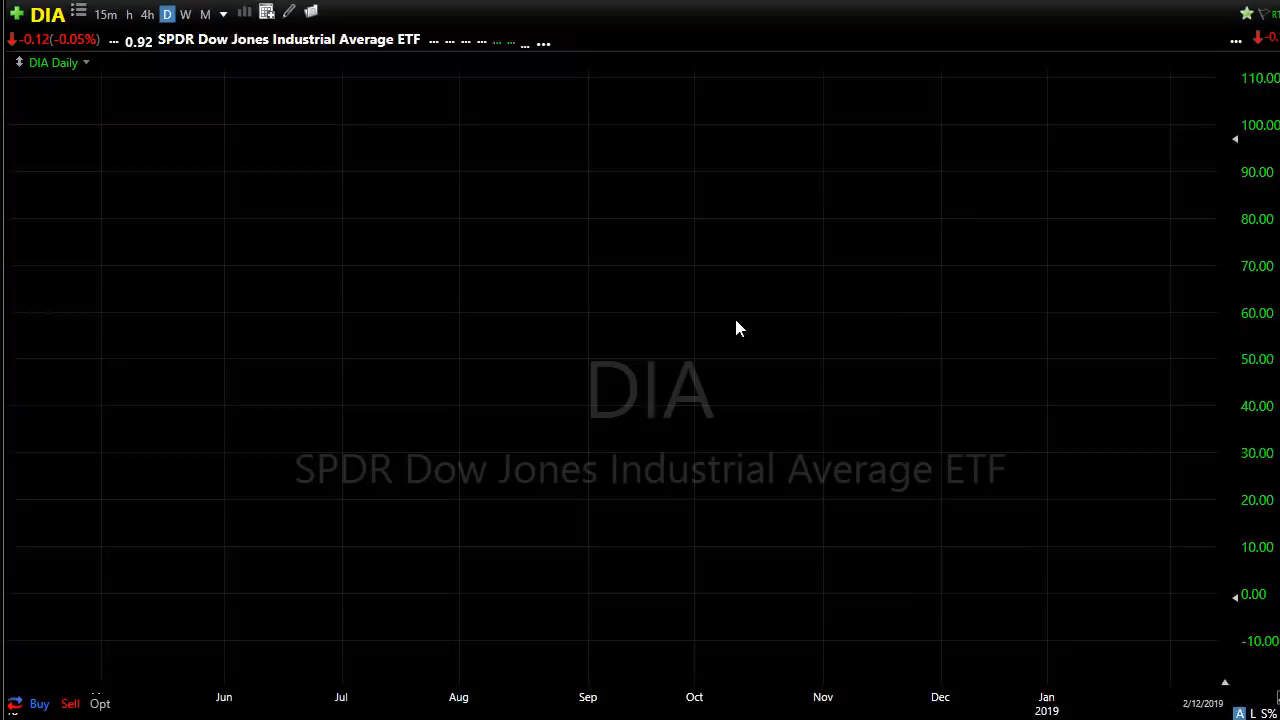 DIA 15m h 4h D W M
RT
-0.12(-0.05%) ... 0.92 SPDR Dow Jones Industrial Average ETF ... ... ... ... ... ... ... ...
... -0.
DIA Daily
110.00
100.00
90.00
80.00
70.00
60.00
50.00
DIA
40.00
SPDR Dow Jones Industrial Average ETF
30.00
20.00
10.00
0.00
-10.00
Jun Jul Aug Sep Oct Nov Dec Jan
2019
Buy Sell Opt
2/12/2019
A L S%